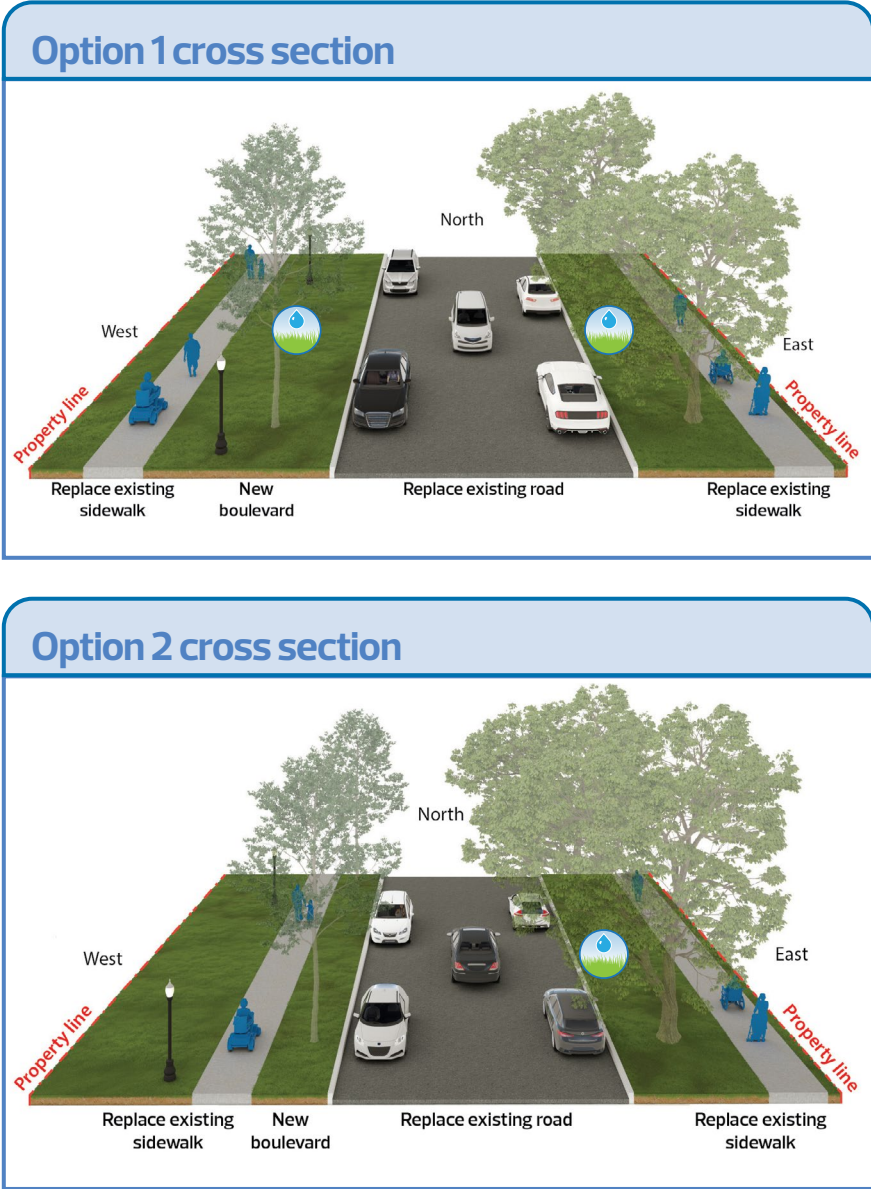 Option 1 cross section
North
West
East
Property line
Property line
Replace existing
sidewalk
New
boulevard
Replace existing road
Replace existing
sidewalk
Option 2 cross section
North
West
East
Property line
Property line
Replace existing
sidewalk
New
boulevard
Replace existing road
Replace existing
sidewalk